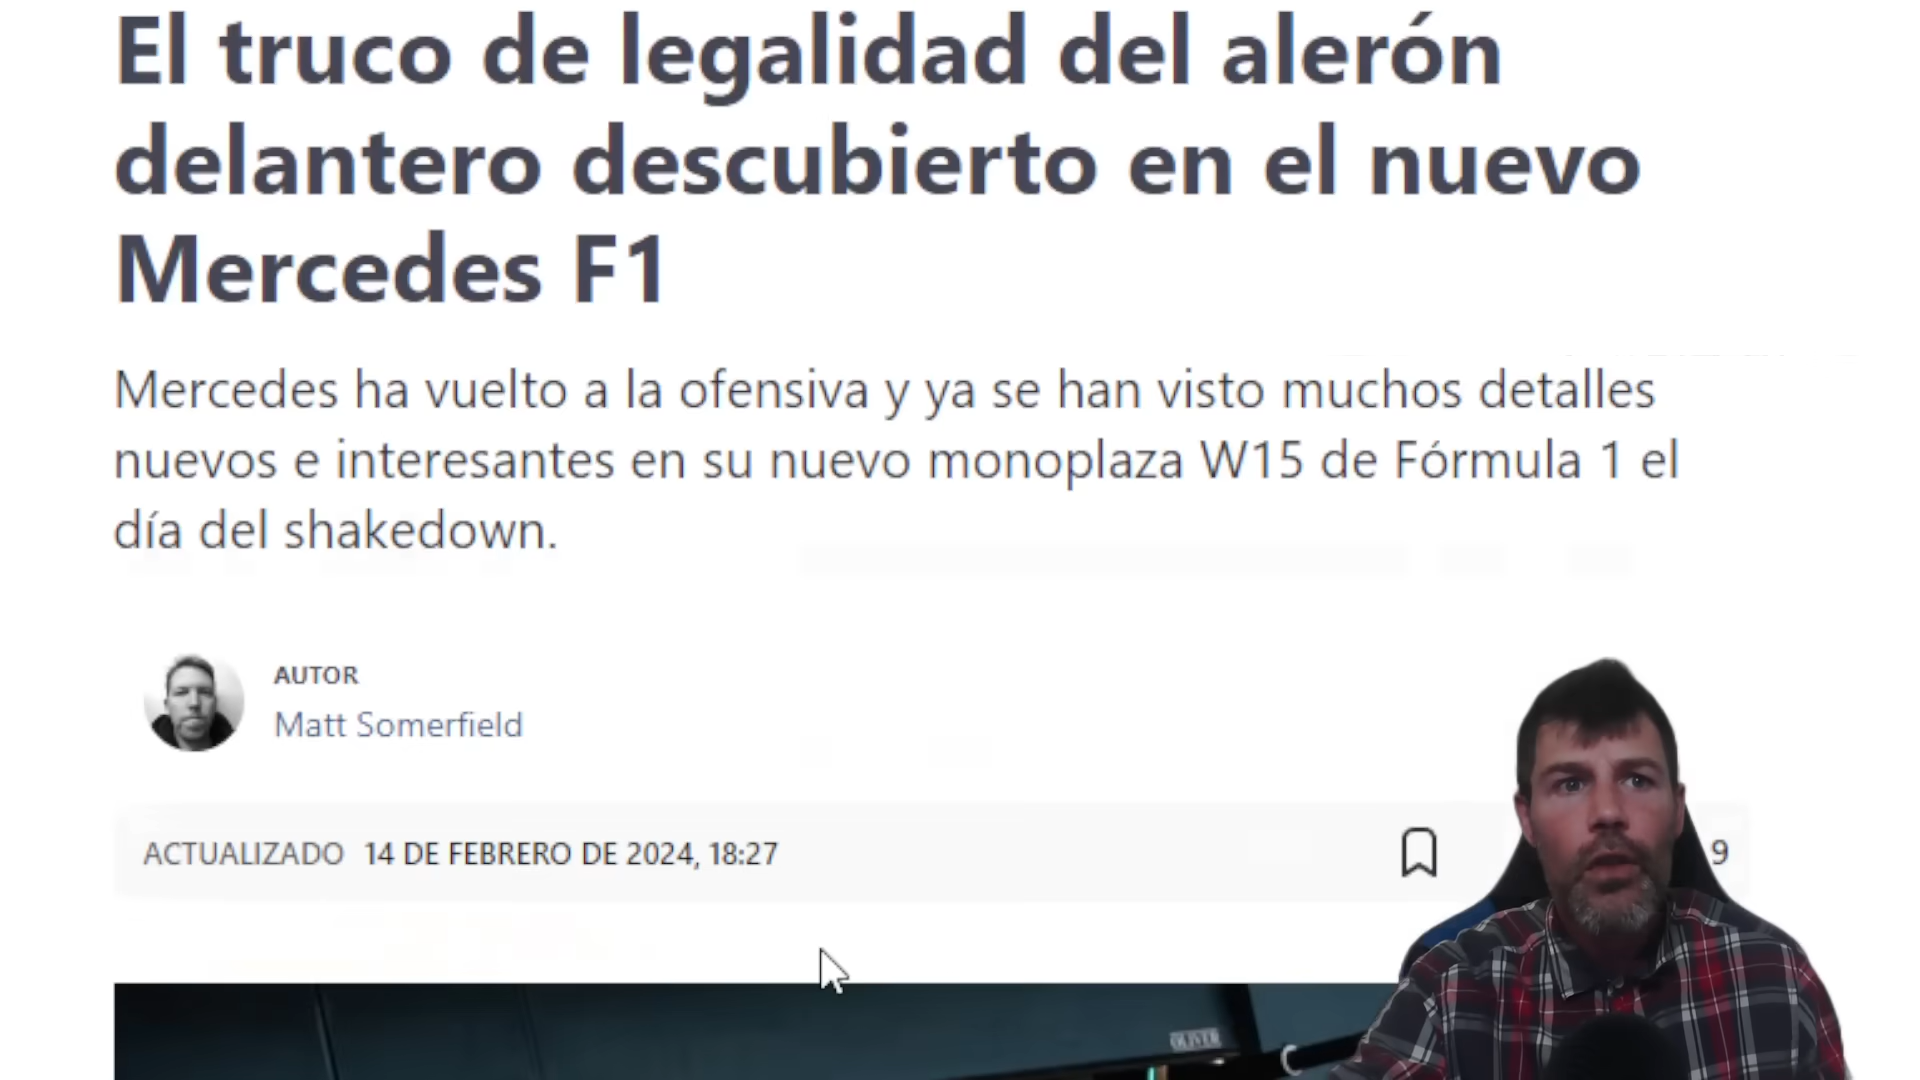 El truco de legalidad del alerón
delantero descubierto en el nuevo
Mercedes F1
Mercedes ha vuelto a la ofensiva y ya se han visto muchos detalles
nuevos e interesantes en su nuevo monoplaza W15 de Fórmula 1 el
día del shakedown.
AUTOR
Matt Somerfield
ACTUALIZADO 14 DE FEBRERO DE 2024, 18:27
9
OLIVER